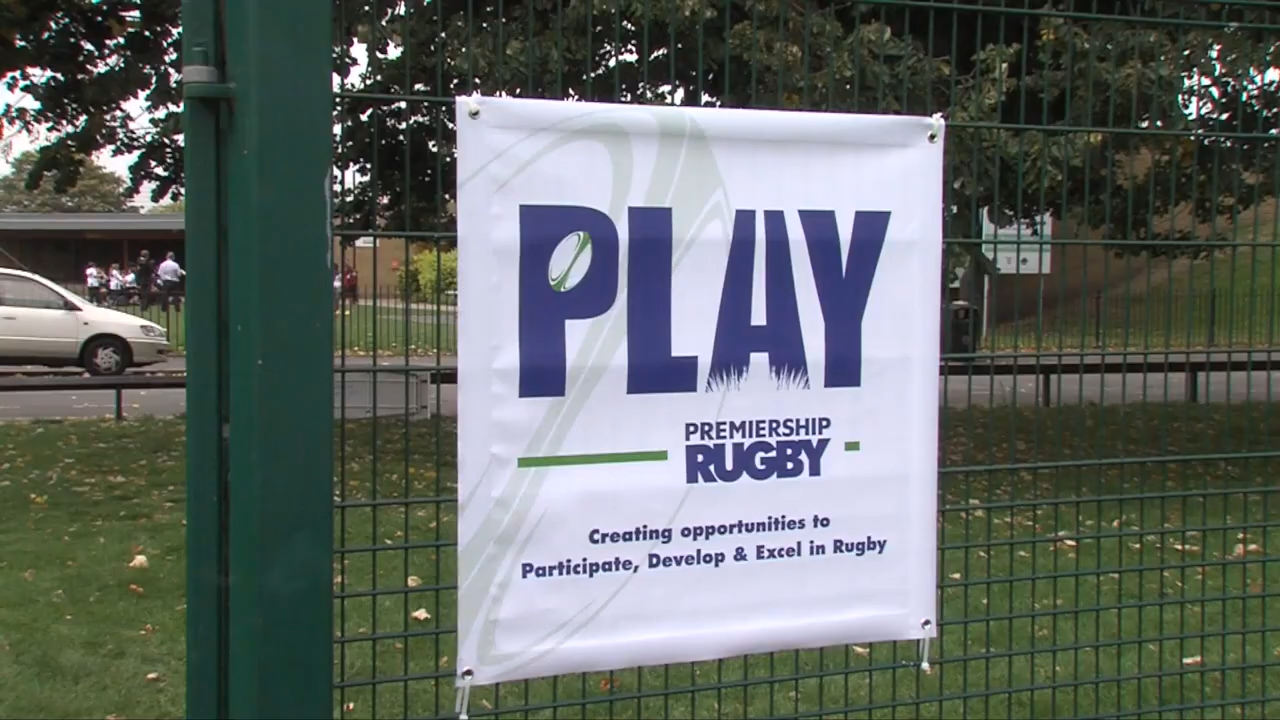 PLAY
PREMIERSHIP
RUGBY
Creating opportunities to
Participate, Develop & Excel in Rugby